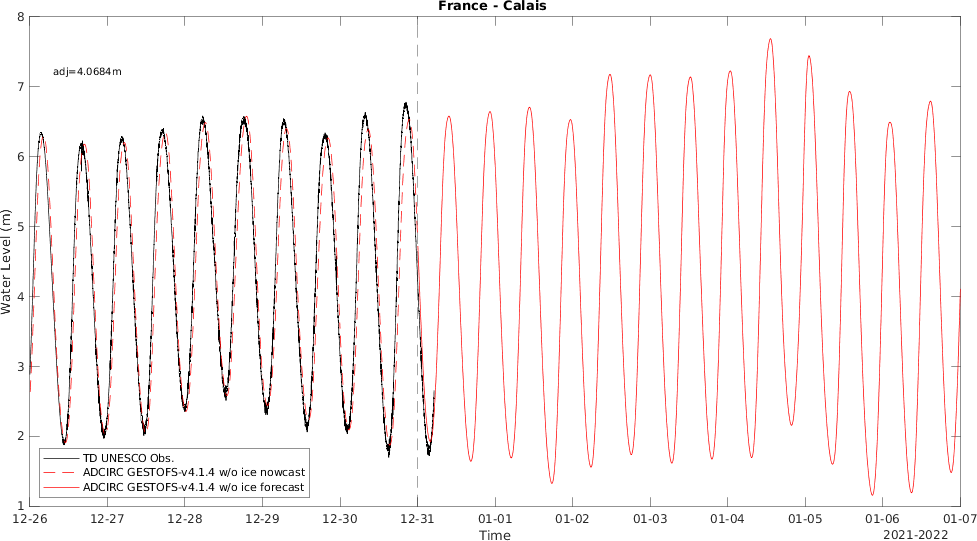 France - Calais
adj=4.0684m
Water Level (m)
8
7
6
5
4
3
2
1
TD UNESCO Obs.
ADCIRC GESTOFS-v4.1.4 w/o ice nowcast
ADCIRC GESTOFS-v4.1.4 w/o ice forecast
12-26 12-27 12-28 12-29 12-30 12-31 01-01 01-02 01-03 01-04 01-05 01-06 01-07
Time
2021-2022